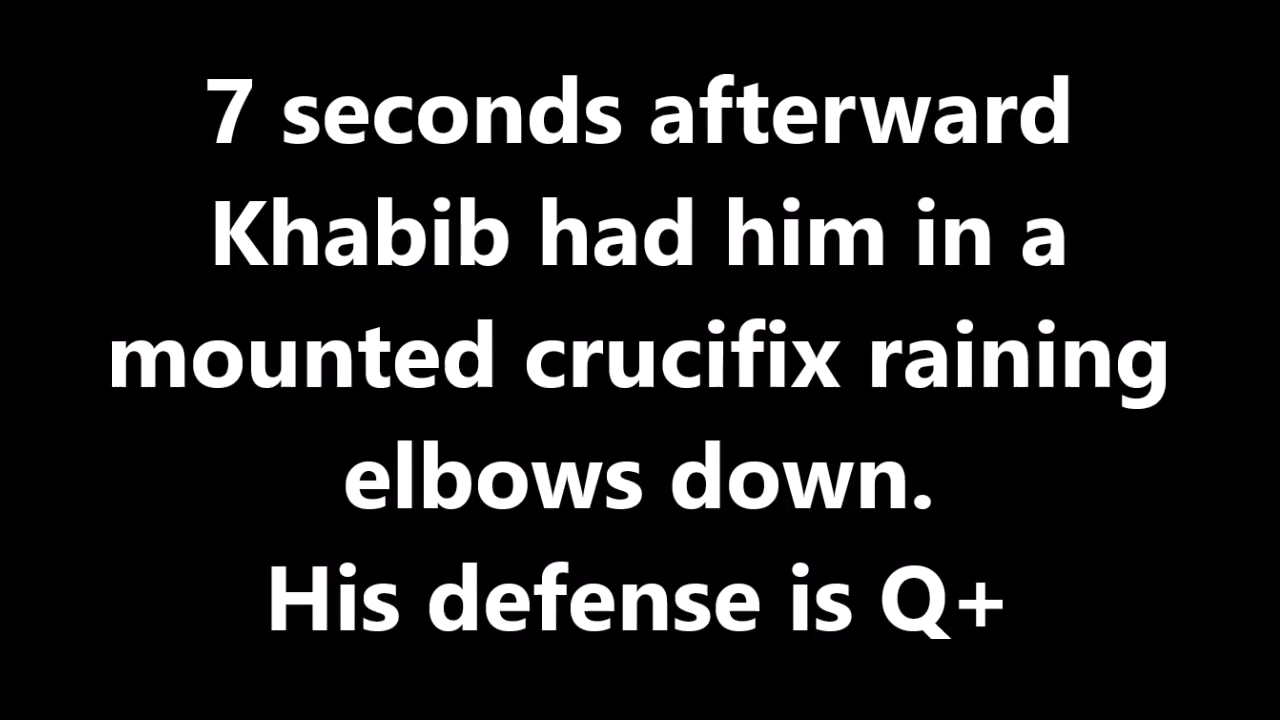 7 seconds afterward
Khabib had him in a
mounted crucifix raining
elbows down.
His defense is Q+